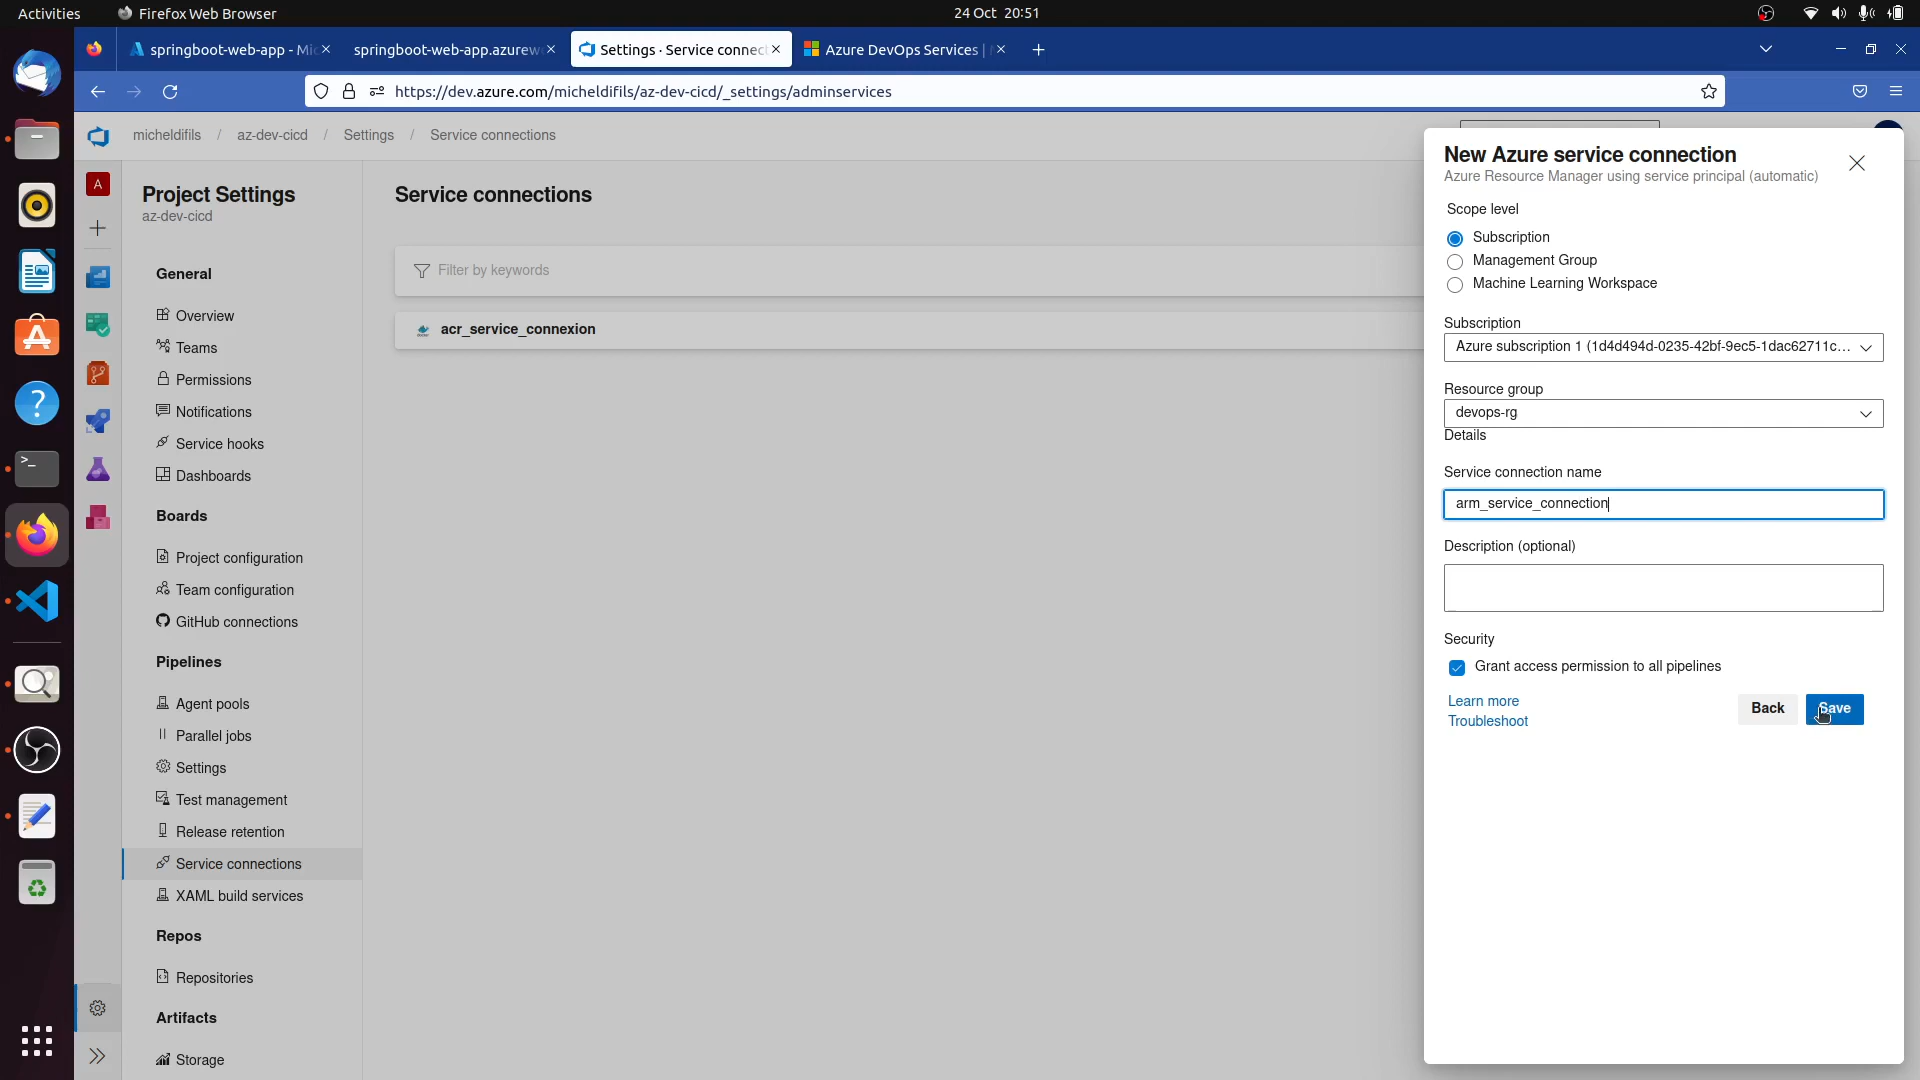 Activities
Firefox Web Browser
24 Oct 20:51
springboot-web-app - Mic
springboot-web-app.azurewe
Settings · Service connect
Azure DevOps Services |
https://dev.azure.com/micheldifils/az-dev-cicd/_settings/adminservices
micheldifils / az-dev-cicd / Settings / Service connections
A
Project Settings
az-dev-cicd
General
Overview
Teams
Permissions
Notifications
Service hooks
Dashboards
Boards
Project configuration
Team configuration
GitHub connections
Pipelines
Agent pools
Parallel jobs
Settings
Test management
Release retention
Service connections
XAML build services
Repos
Repositories
Artifacts
Storage
Service connections
Filter by keywords
acr_service_connexion
New Azure service connection
Azure Resource Manager using service principal (automatic)
Scope level
Subscription
Management Group
Machine Learning Workspace
Subscription
Azure subscription 1 (1d4d494d-0235-42bf-9ec5-1dac62711c...
Resource group
devops-rg
Details
Service connection name
arm_service_connection
Description (optional)
Security
Grant access permission to all pipelines
Learn more
Troubleshoot
Back
Save